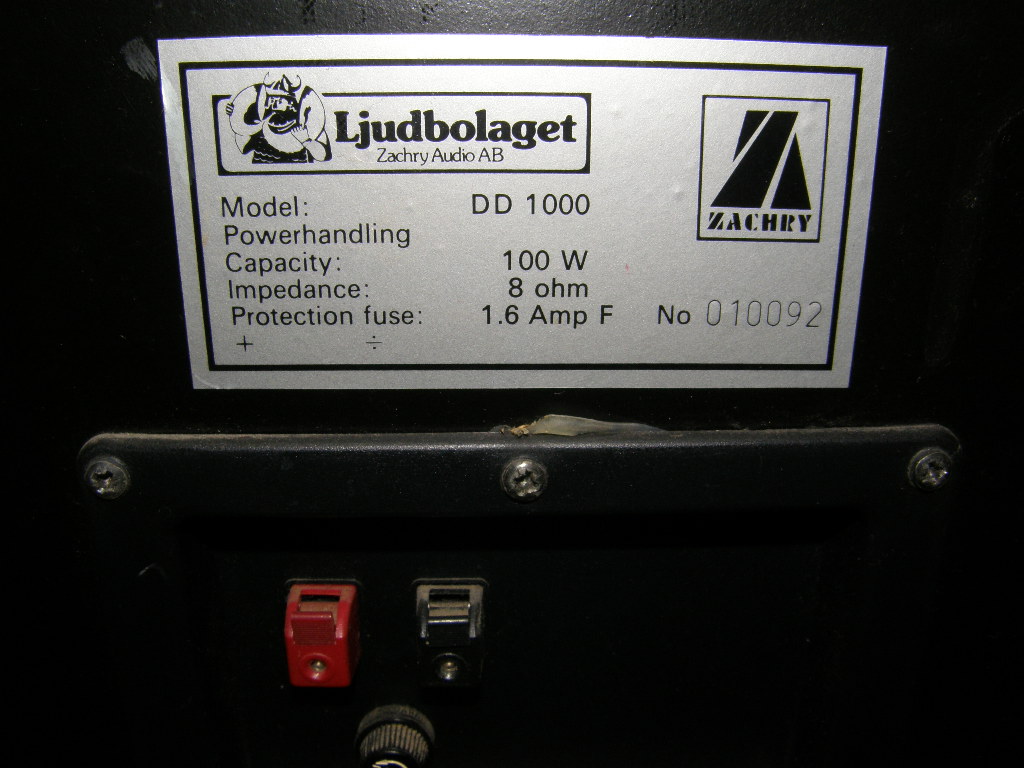 Ljudbolaget
Zachry Audio AB
ZACHRY
Model: DD 1000
Powerhandling
Capacity: 100 W
Impedance: 8 ohm
Protection fuse: 1.6 Amp F No 010092
+ ÷